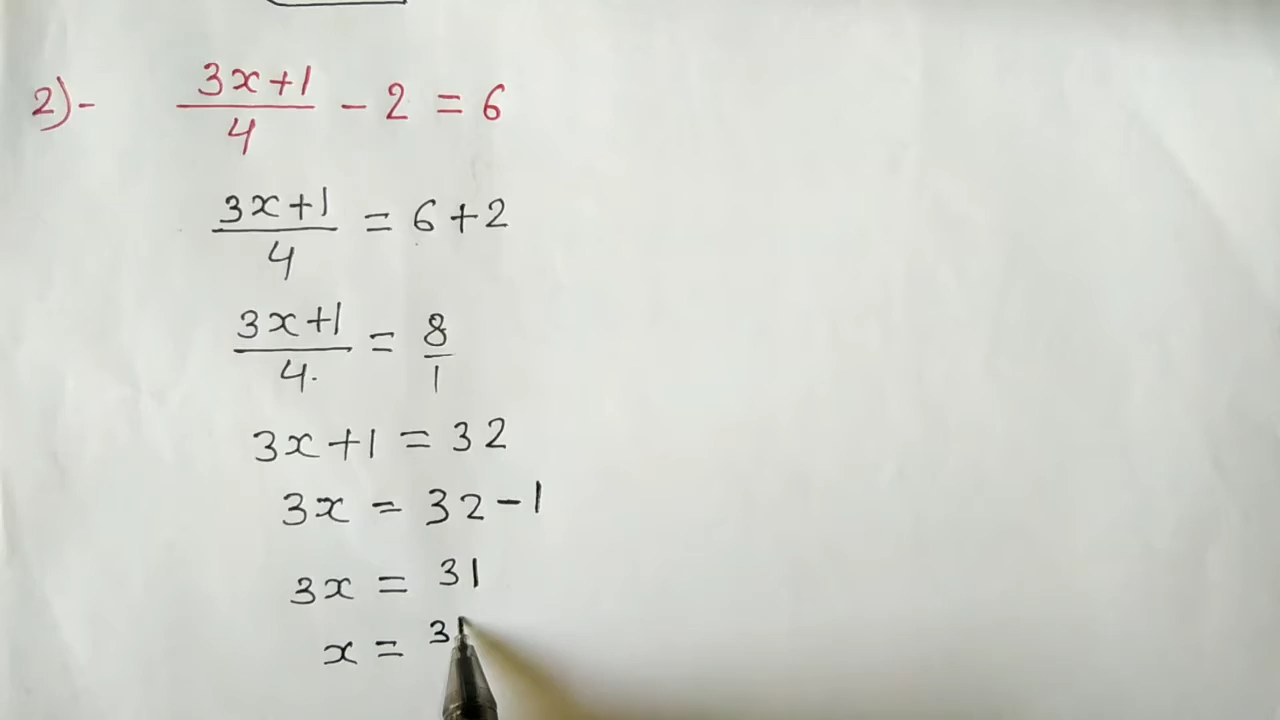 2)- (3x+1)/4 - 2 = 6
(3x+1)/4 = 6+2
(3x+1)/4. = 8/1
3x+1 = 32
3x = 32-1
3x = 31
x = 31